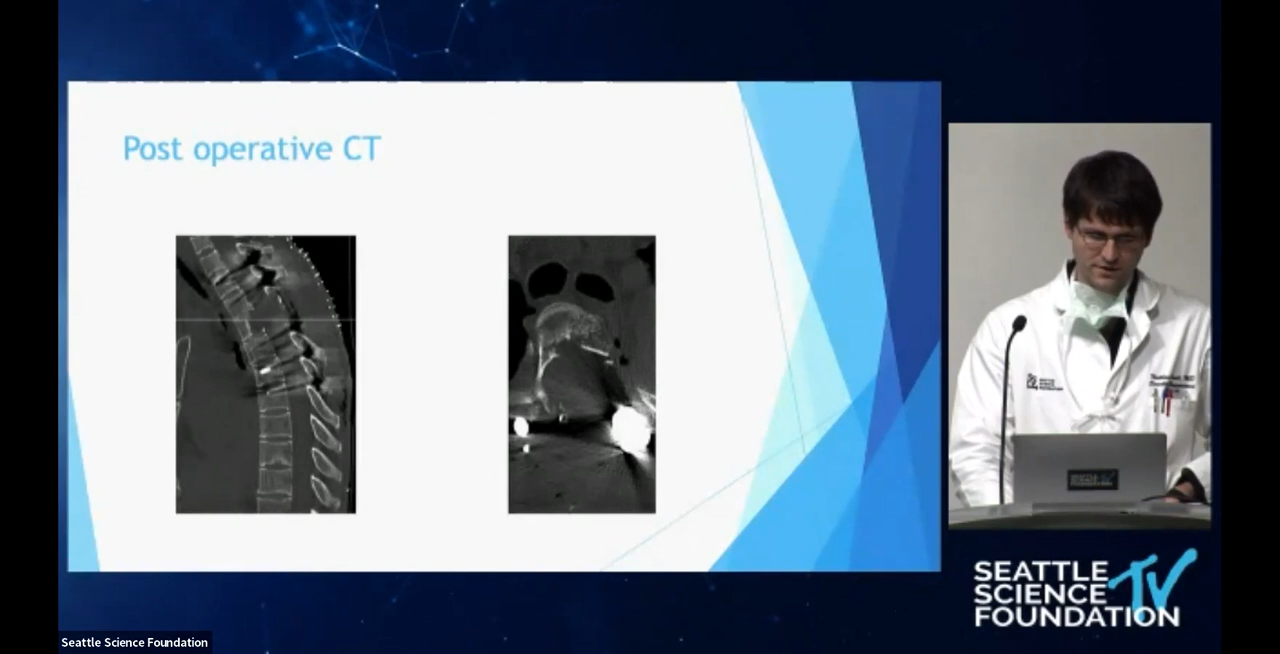 Post operative CT
SEATTLE
SCIENCE
FOUNDATION
TV
Seattle Science Foundation